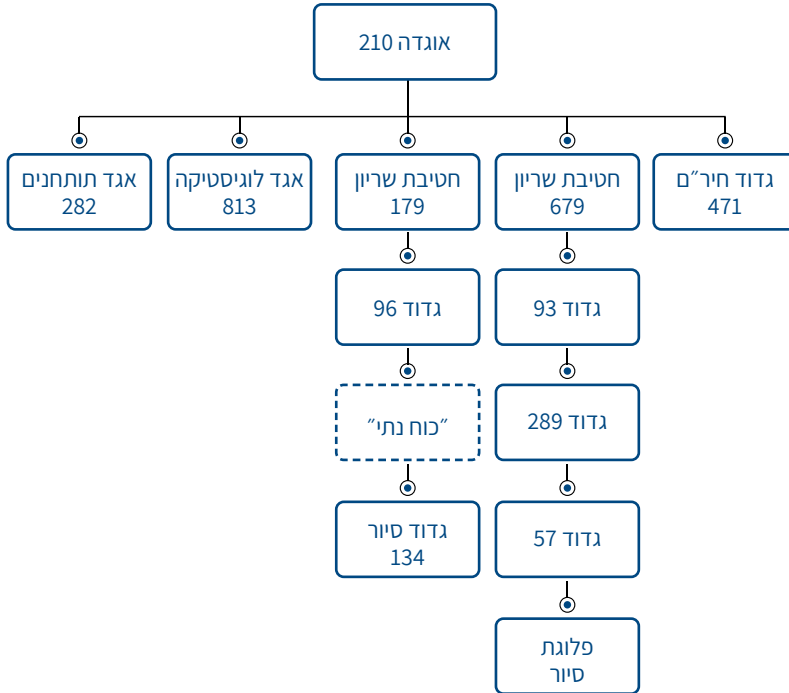 אוגדה 210
גדוד חיר״ם
471
חטיבת שריון
679
חטיבת שריון
179
אגד לוגיסטיקה
813
אגד תותחנים
282
גדוד 93
גדוד 96
גדוד 289
״כוח נתי״
גדוד 57
גדוד סיור
134
פלוגת
סיור